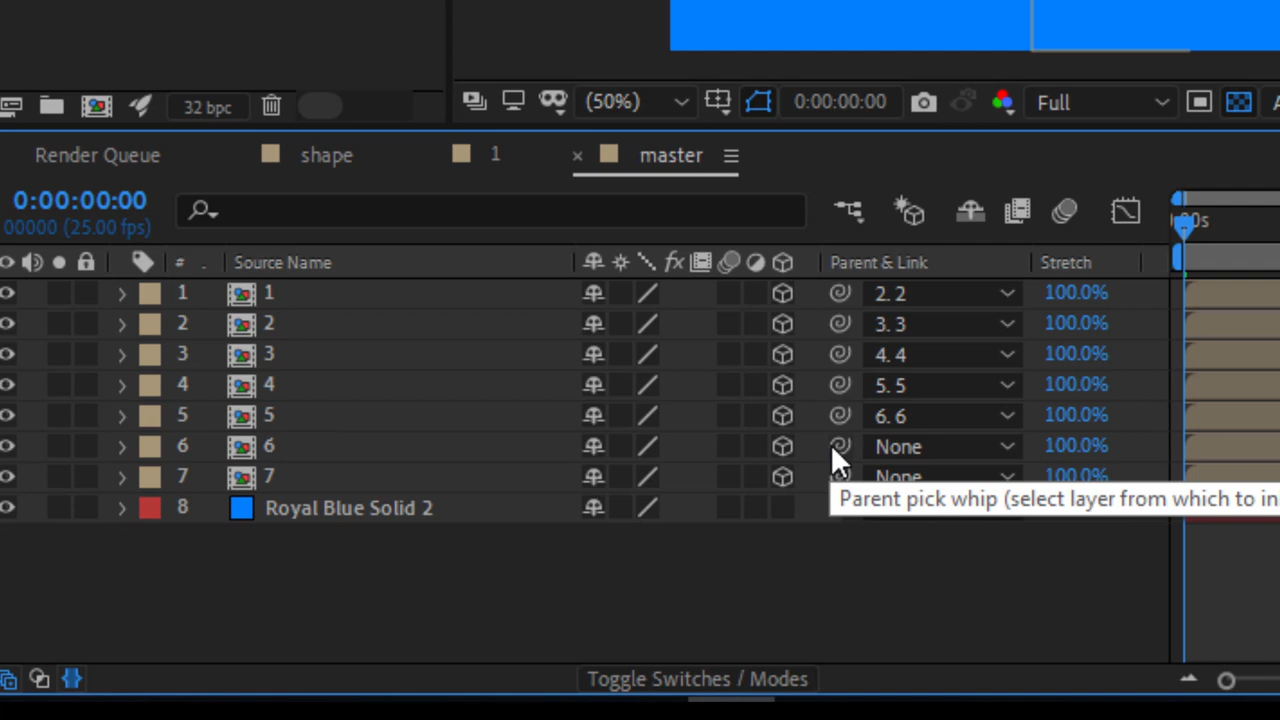 32 bpc (50%) 0:00:00:00 Full
Render Queue shape 1 × master
0:00:00:00
00000 (25.00 fps)
# . Source Name fx Parent & Link Stretch
1 1 2. 2 100.0%
2 2 3. 3 100.0%
3 3 4. 4 100.0%
4 4 5. 5 100.0%
5 5 6. 6 100.0%
6 6 None 100.0%
7 7 None 100.0%
8 Royal Blue Solid 2
Parent pick whip (select layer from which to in
Toggle Switches / Modes